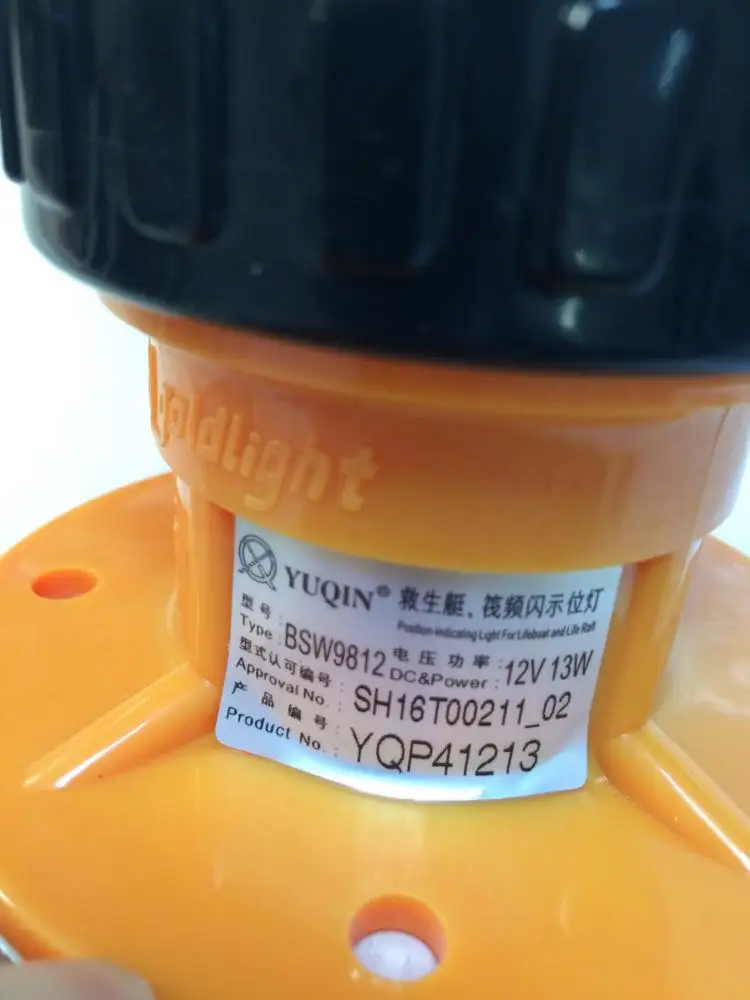 goldlight
YUQIN® 救生艇、筏频闪示位灯
Position-indicating Light For Lifeboat and Life Raft
型号: 电压功率:
Type: BSW9812 DC&Power: 12V 13W
型式认可编号:
Approval No.: SH16T00211_02
产品编号:
Product No.: YQP41213